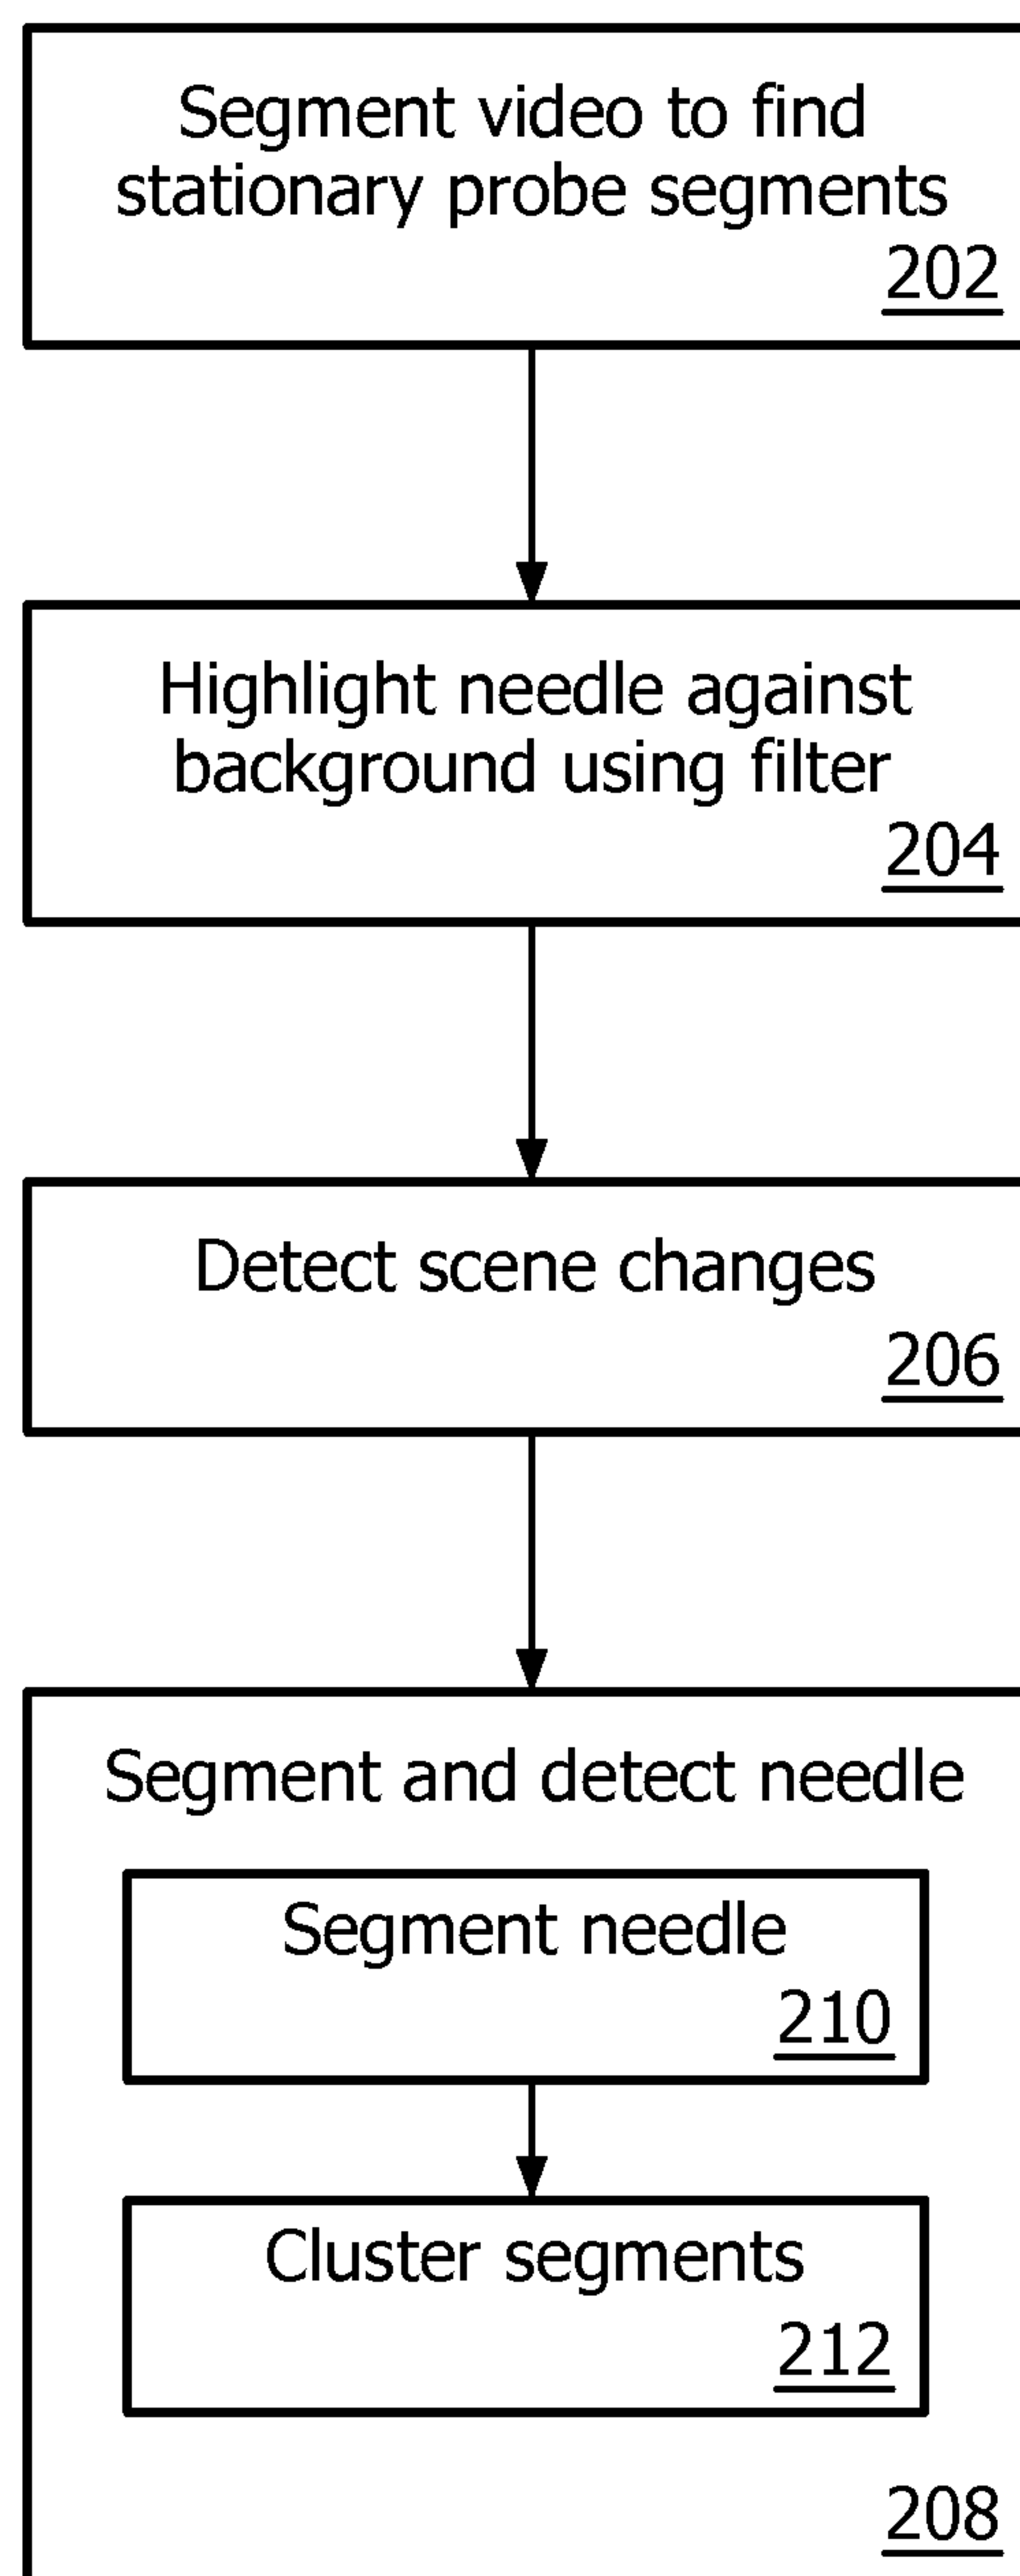 Segment video to find
stationary probe segments
202
Highlight needle against
background using filter
204
Detect scene changes
206
Segment and detect needle
Segment needle
210
Cluster segments
212
208